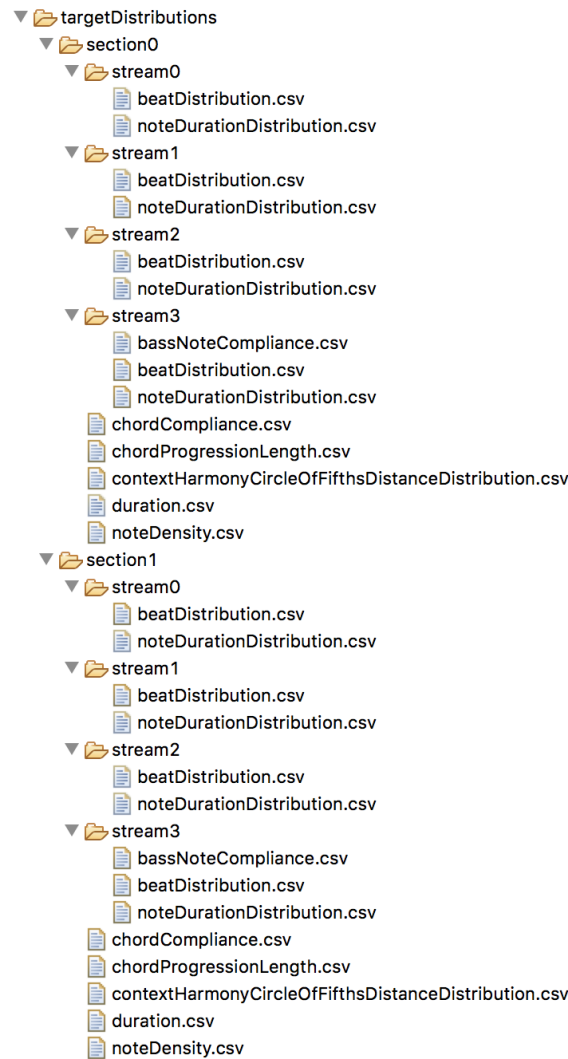 targetDistributions
section0
stream0
beatDistribution.csv
noteDurationDistribution.csv
stream1
beatDistribution.csv
noteDurationDistribution.csv
stream2
beatDistribution.csv
noteDurationDistribution.csv
stream3
bassNoteCompliance.csv
beatDistribution.csv
noteDurationDistribution.csv
chordCompliance.csv
chordProgressionLength.csv
contextHarmonyCircleOfFifthsDistanceDistribution.csv
duration.csv
noteDensity.csv
section1
stream0
beatDistribution.csv
noteDurationDistribution.csv
stream1
beatDistribution.csv
noteDurationDistribution.csv
stream2
beatDistribution.csv
noteDurationDistribution.csv
stream3
bassNoteCompliance.csv
beatDistribution.csv
noteDurationDistribution.csv
chordCompliance.csv
chordProgressionLength.csv
contextHarmonyCircleOfFifthsDistanceDistribution.csv
duration.csv
noteDensity.csv